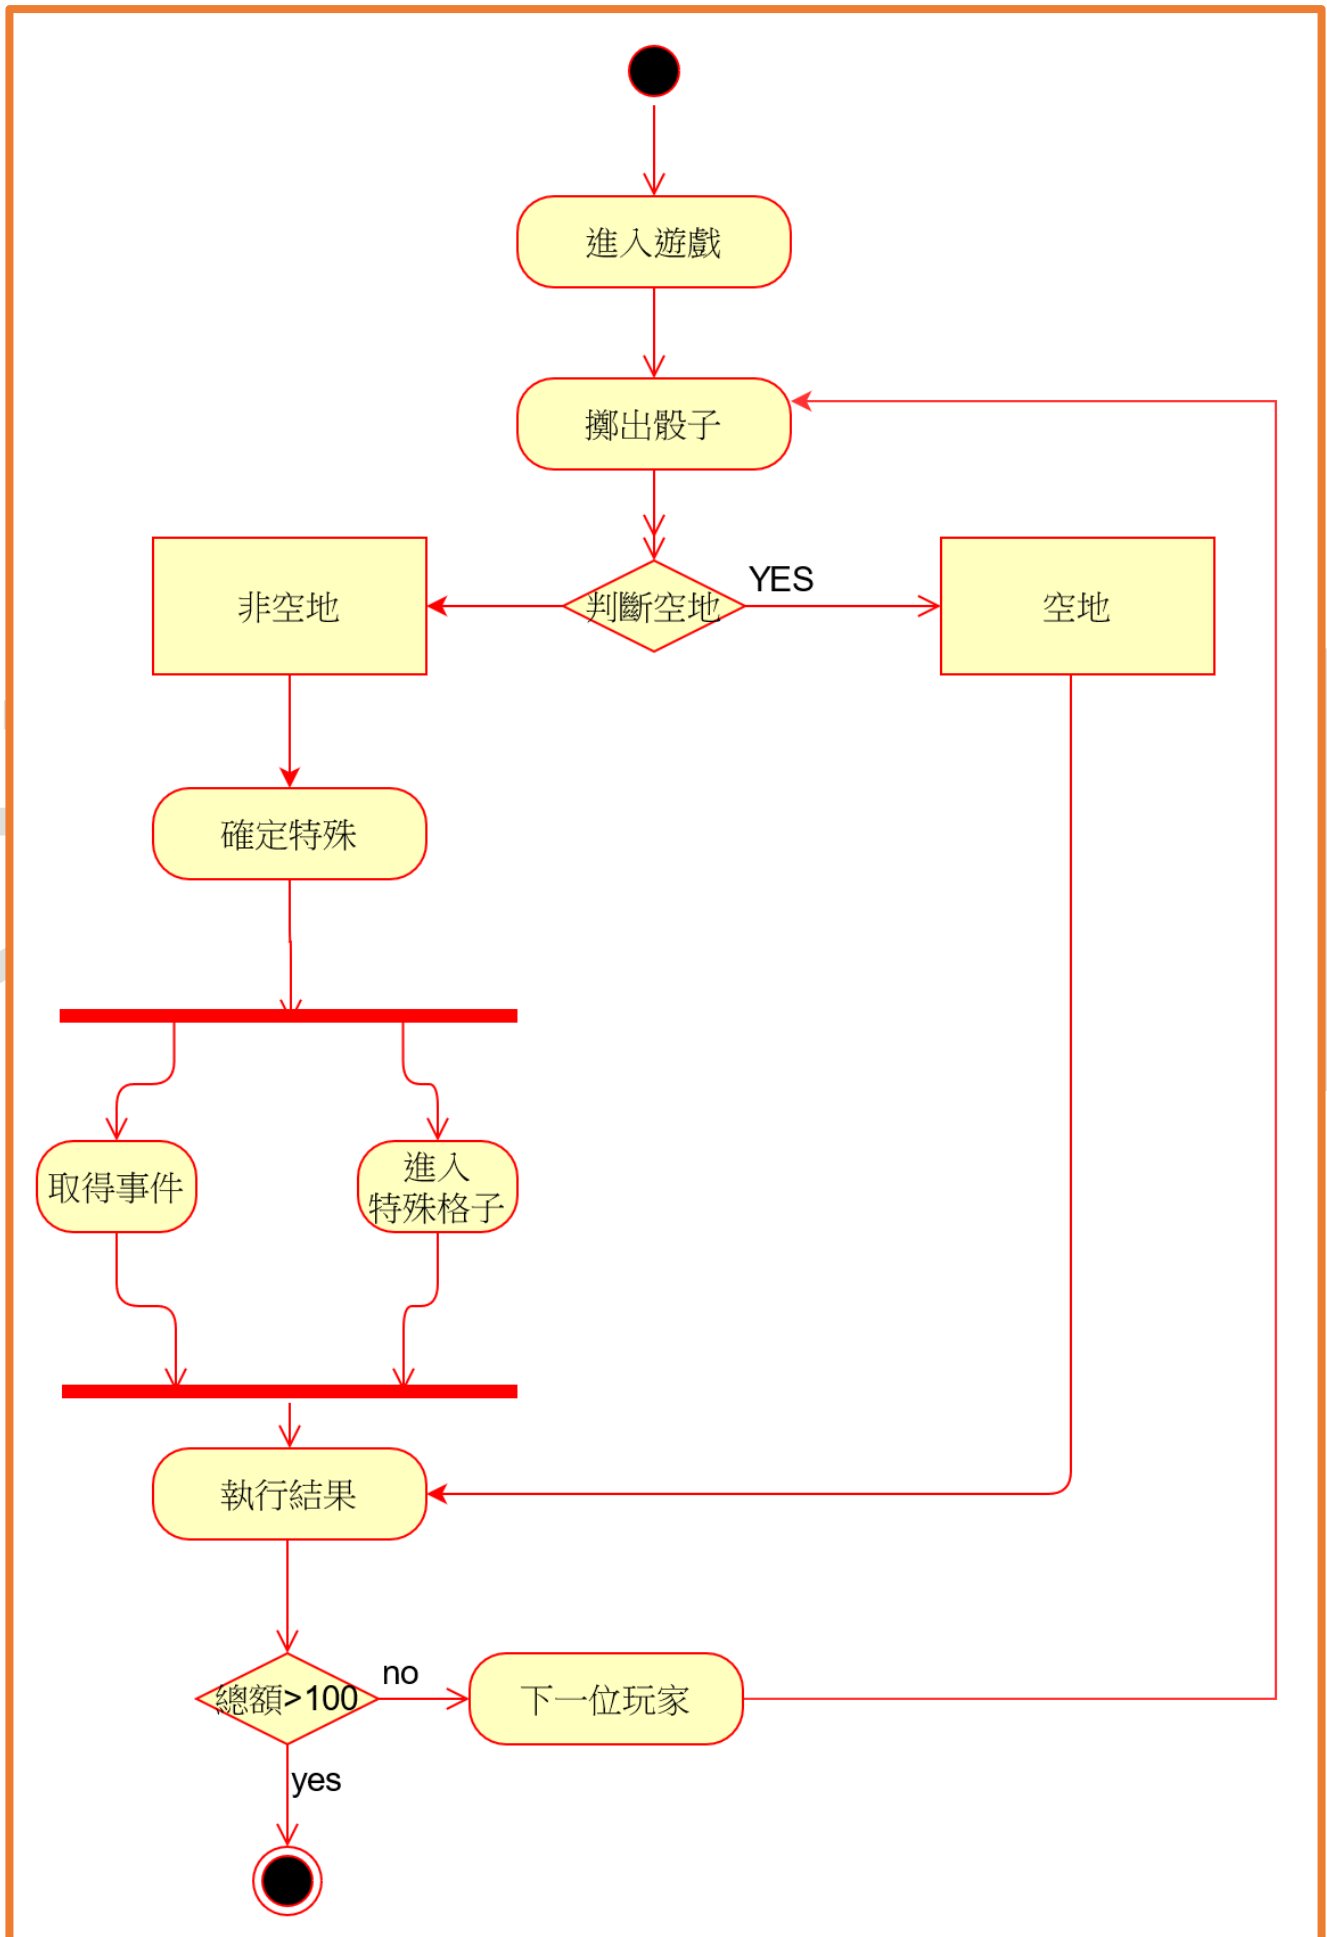 進入遊戲
擲出骰子
非空地
判斷空地
YES
空地
確定特殊
取得事件
進入
特殊格子
執行結果
總額>100
no
下一位玩家
yes